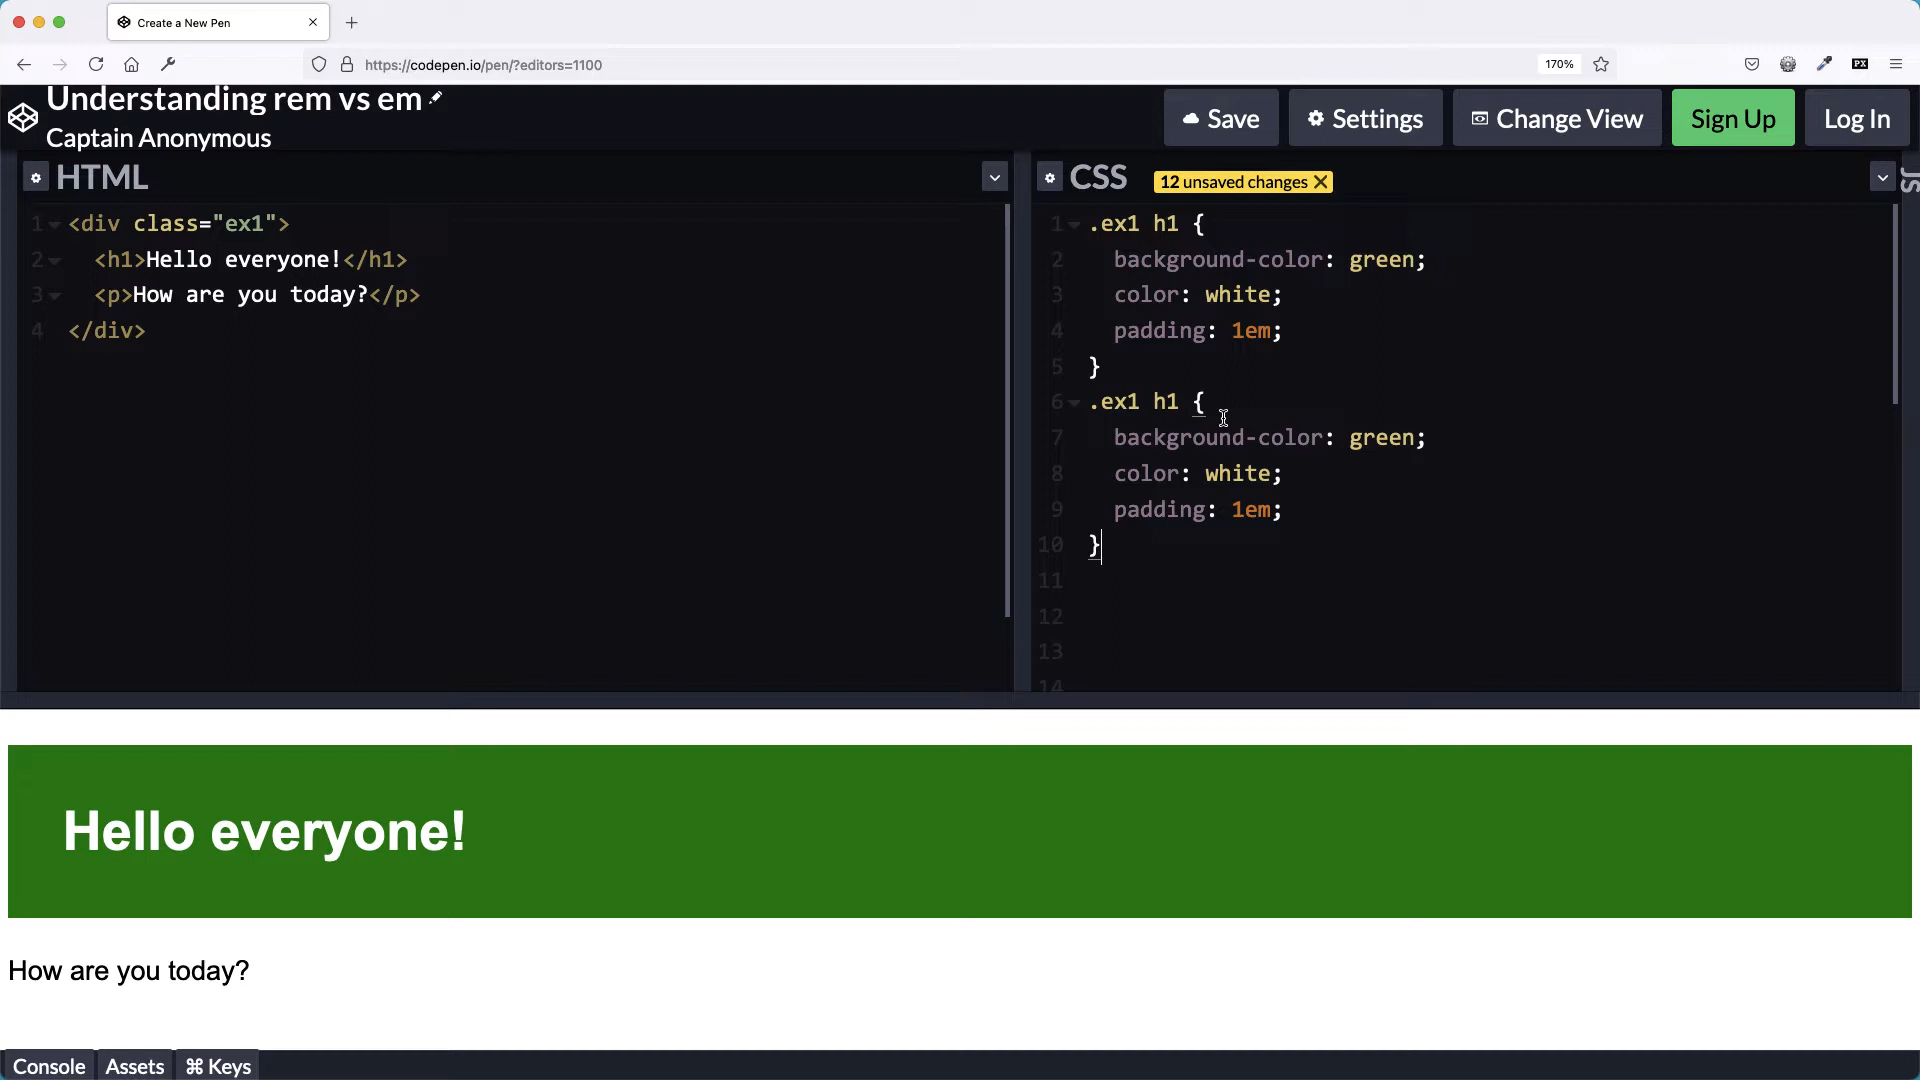 Create a New Pen
https://codepen.io/pen/?editors=1100
170%
PX
Understanding rem vs em
Captain Anonymous
Save
Settings
Change View
Sign Up
Log In
HTML
1 <div class="ex1">
2 <h1>Hello everyone!</h1>
3 <p>How are you today?</p>
4 </div>
CSS
12 unsaved changes
JS
1 .ex1 h1 {
2 background-color: green;
3 color: white;
4 padding: 1em;
5 }
6 .ex1 h1 {
7 background-color: green;
8 color: white;
9 padding: 1em;
10 }
11
12
13
14
Hello everyone!
How are you today?
Console
Assets
⌘ Keys